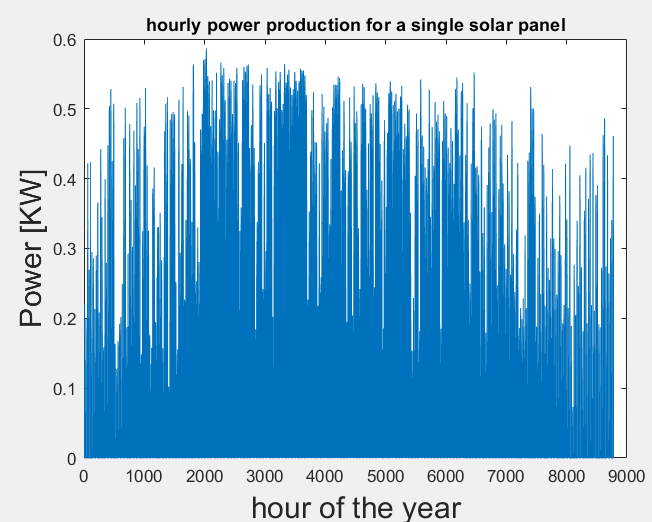 hourly power production for a single solar panel
0.6
0.5
0.4
0.3
0.2
0.1
0
Power [KW]
0 1000 2000 3000 4000 5000 6000 7000 8000 9000
hour of the year